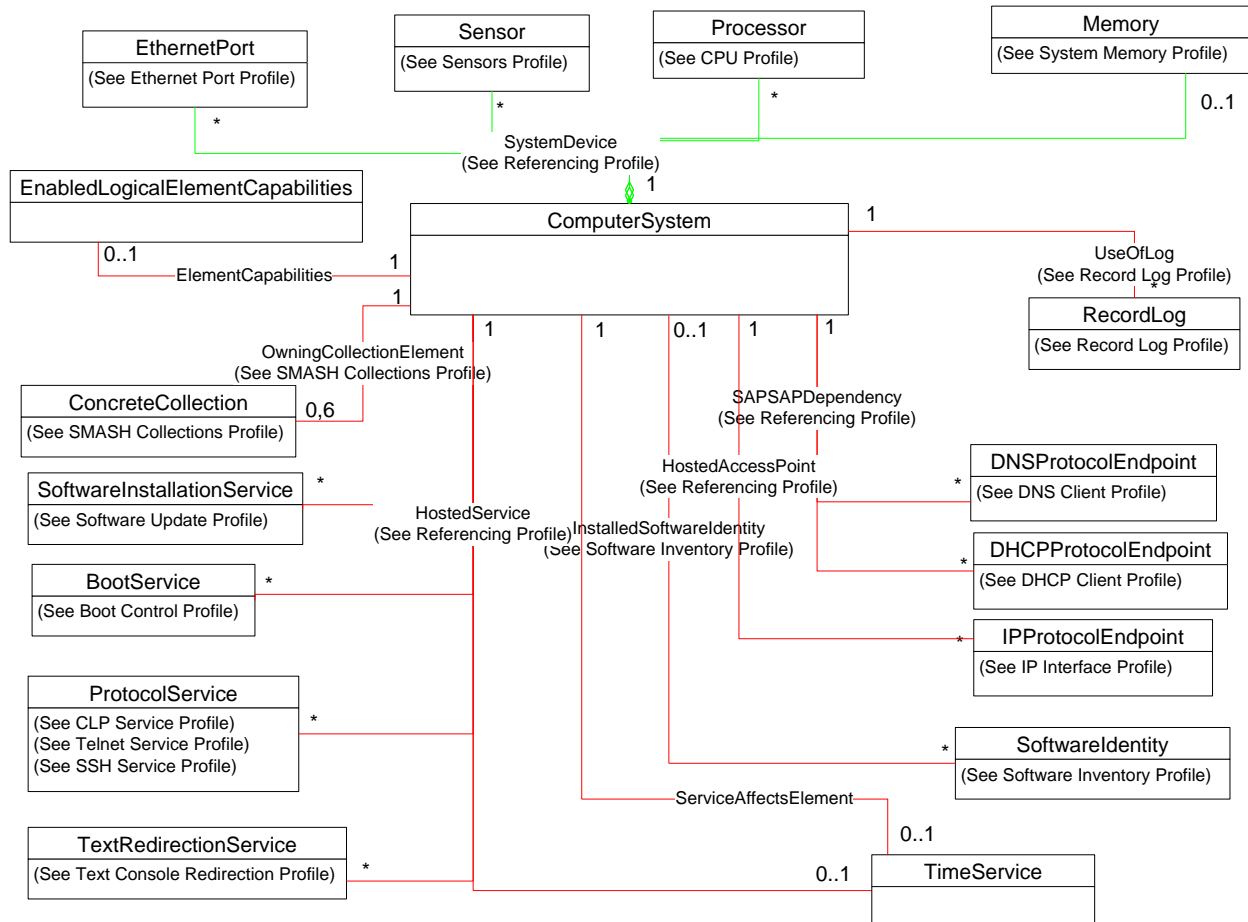 EthernetPort
(See Ethernet Port Profile)
Sensor
(See Sensors Profile)
Processor
(See CPU Profile)
Memory
(See System Memory Profile)
*
*
*
0..1
SystemDevice
(See Referencing Profile)
1
EnabledLogicalElementCapabilities
0..1
ElementCapabilities
1
ComputerSystem
1
UseOfLog
(See Record Log Profile)
*
RecordLog
(See Record Log Profile)
1
OwningCollectionElement
(See SMASH Collections Profile)
ConcreteCollection
(See SMASH Collections Profile)
0,6
1
1
0..1
1
1
SAPSAPDependency
(See Referencing Profile)
HostedAccessPoint
(See Referencing Profile)
DNSProtocolEndpoint
(See DNS Client Profile)
*
SoftwareInstallationService
(See Software Update Profile)
*
HostedService
(See Referencing Profile)
InstalledSoftwareIdentity
(See Software Inventory Profile)
DHCPProtocolEndpoint
(See DHCP Client Profile)
*
BootService
(See Boot Control Profile)
*
IPProtocolEndpoint
(See IP Interface Profile)
*
ProtocolService
(See CLP Service Profile)
(See Telnet Service Profile)
(See SSH Service Profile)
*
SoftwareIdentity
(See Software Inventory Profile)
*
ServiceAffectsElement
0..1
TextRedirectionService
(See Text Console Redirection Profile)
*
0..1
TimeService